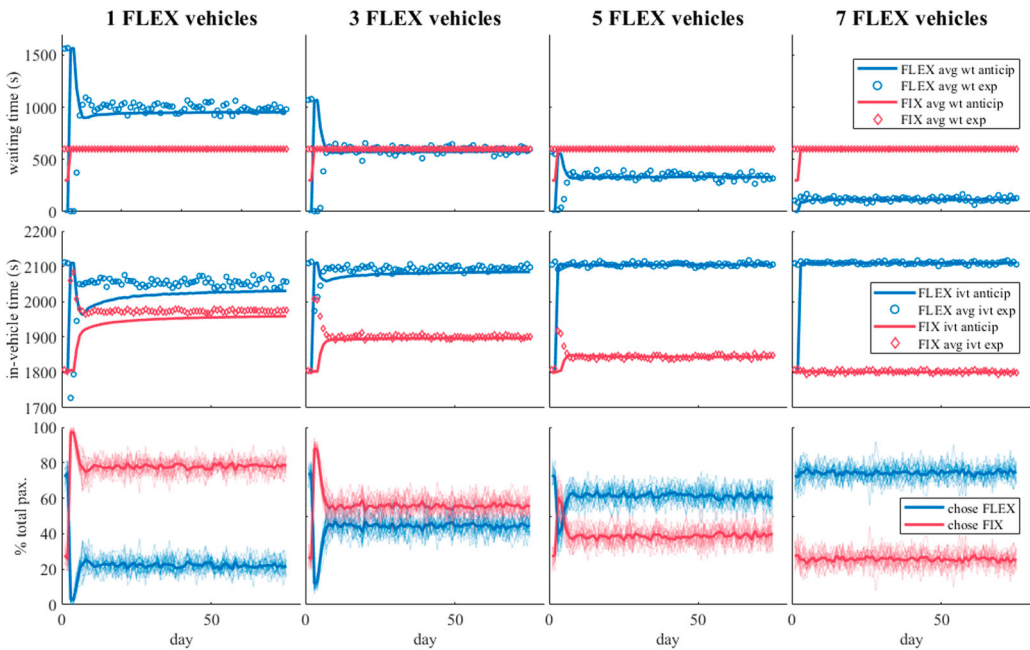 1 FLEX vehicles
3 FLEX vehicles
5 FLEX vehicles
7 FLEX vehicles
waiting time (s)
1500
1000
500
0
FLEX avg wt anticip
FLEX avg wt exp
FIX avg wt anticip
FIX avg wt exp
in-vehicle time (s)
2200
2100
2000
1900
1800
1700
FLEX ivt anticip
FLEX avg ivt exp
FIX ivt anticip
FIX avg ivt exp
% total pax.
100
80
60
40
20
0
chose FLEX
chose FIX
0
50
0
50
0
50
0
50
day
day
day
day